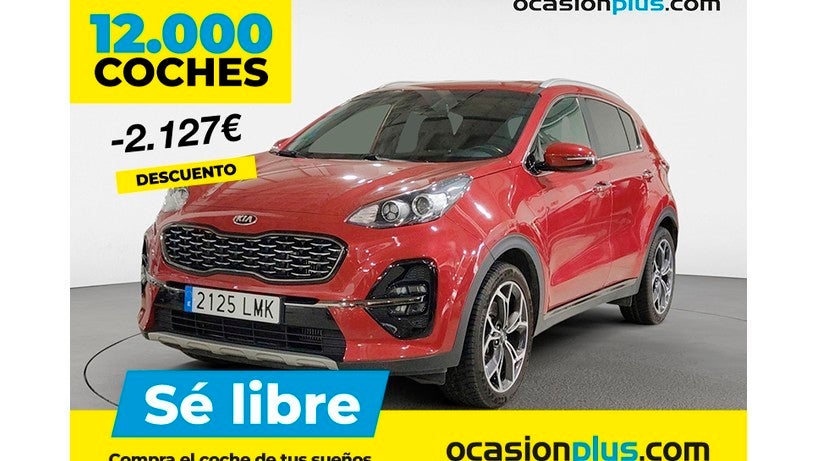 12.000
COCHES
-2.127€
DESCUENTO
ocasionplus.com
KIA
2125 LMK
Sé libre
Compra el coche de tus sueños
ocasionplus.com